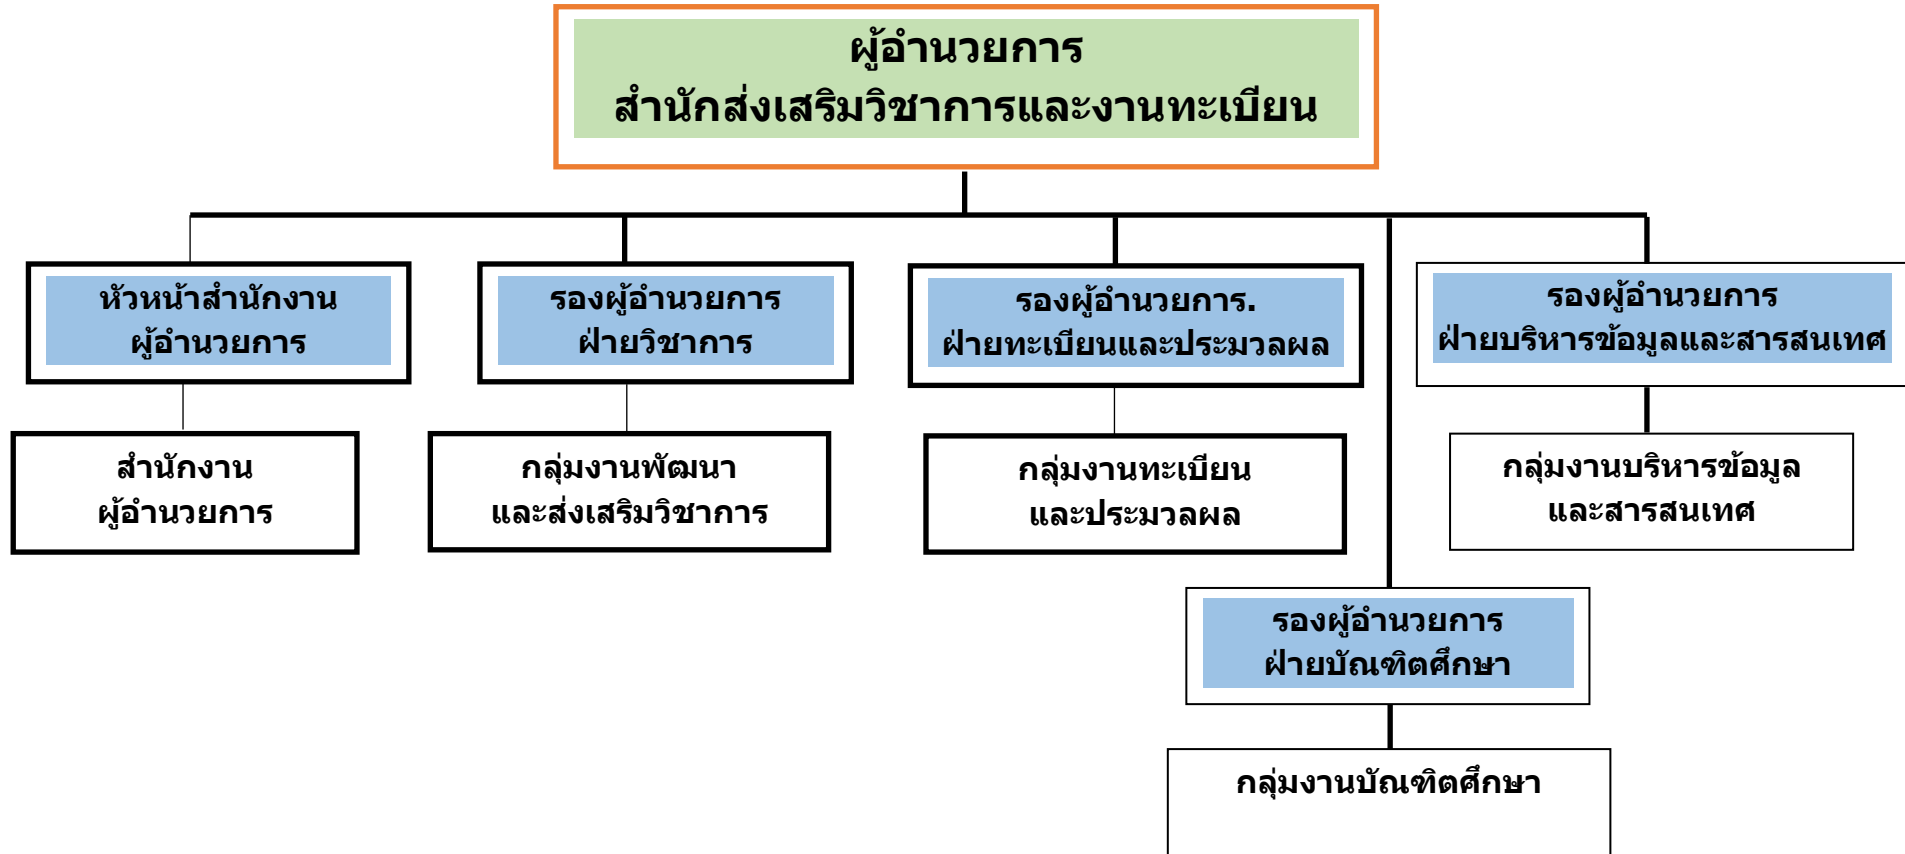 ผู้อำนวยการ
สำนักส่งเสริมวิชาการและงานทะเบียน
หัวหน้าสำนักงาน
ผู้อำนวยการ
รองผู้อำนวยการ
ฝ่ายวิชาการ
รองผู้อำนวยการ.
ฝ่ายทะเบียนและประมวลผล
รองผู้อำนวยการ
ฝ่ายบริหารข้อมูลและสารสนเทศ
สำนักงาน
ผู้อำนวยการ
กลุ่มงานพัฒนา
และส่งเสริมวิชาการ
กลุ่มงานทะเบียน
และประมวลผล
กลุ่มงานบริหารข้อมูล
และสารสนเทศ
รองผู้อำนวยการ
ฝ่ายบัณฑิตศึกษา
กลุ่มงานบัณฑิตศึกษา